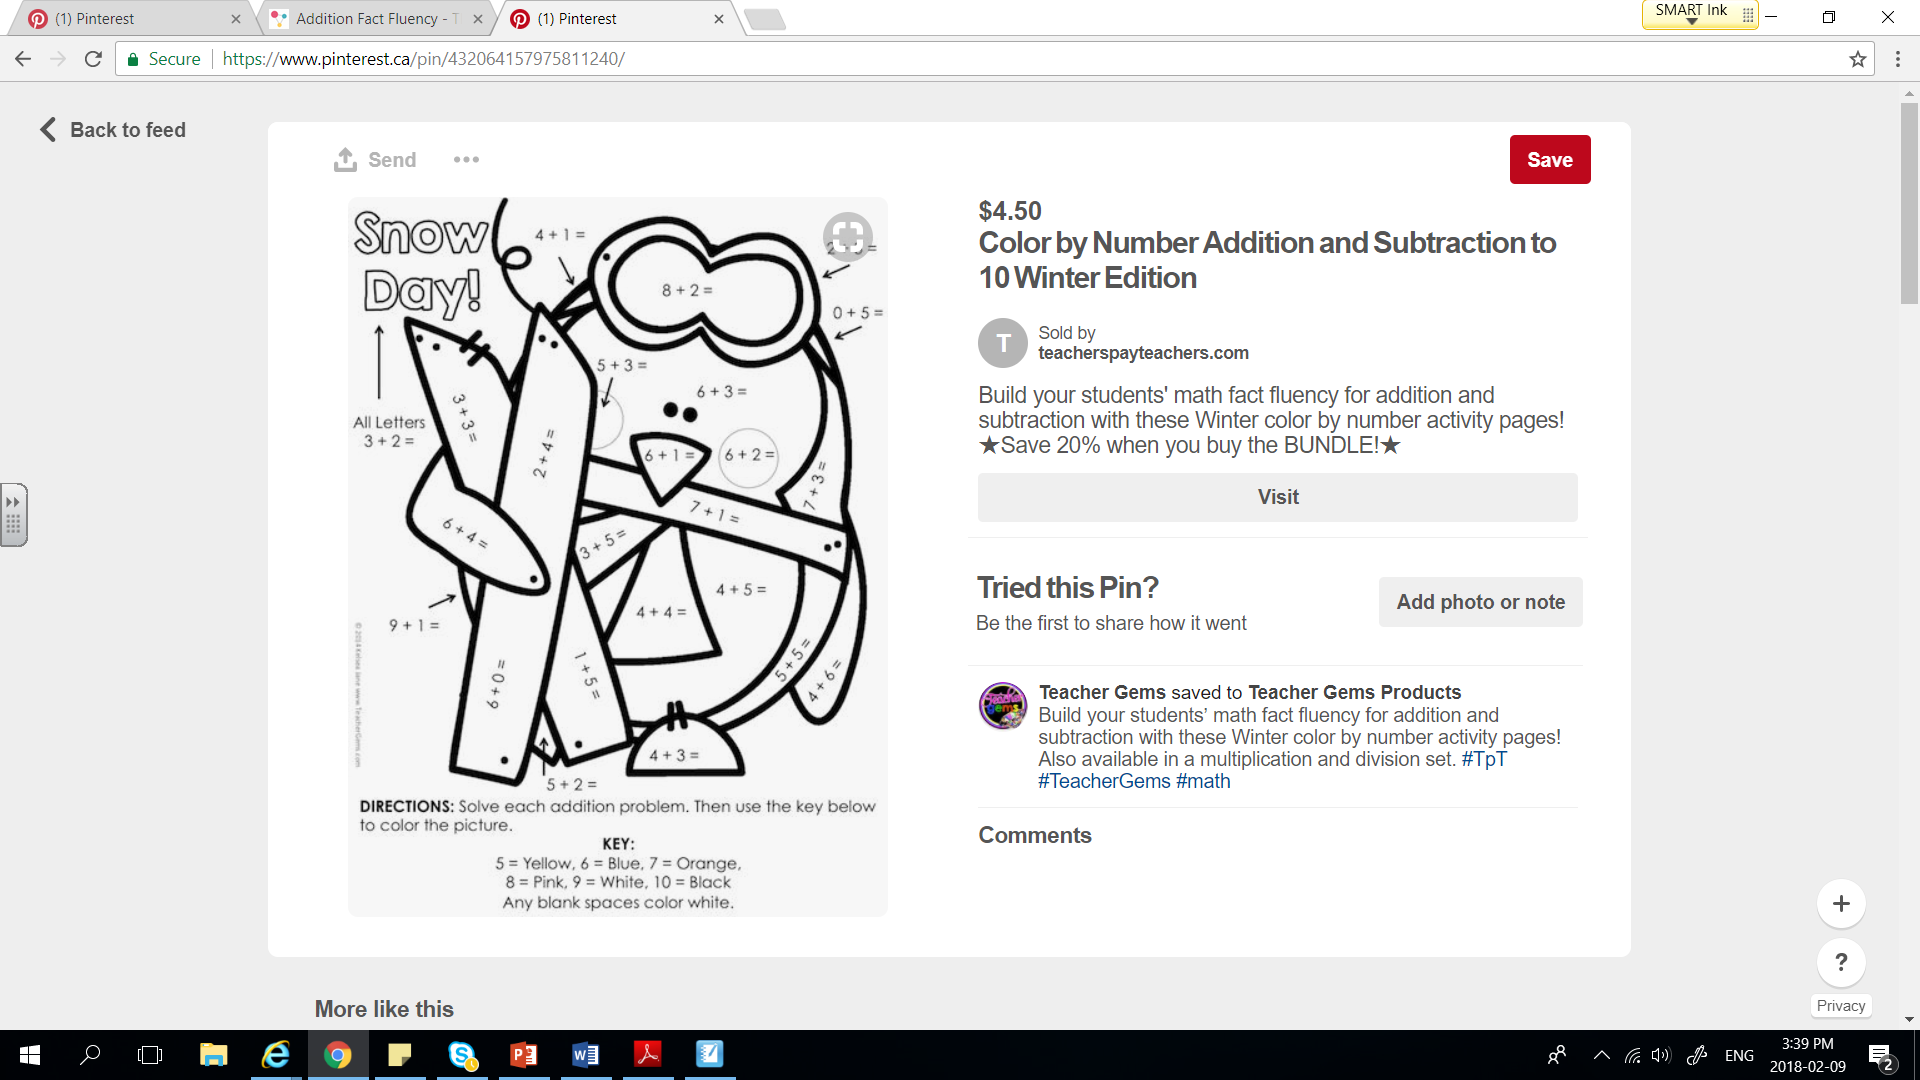 (1) Pinterest
Addition Fact Fluency - T
(1) Pinterest
SMART Ink
Secure
https://www.pinterest.ca/pin/432064157975811240/
Back to feed
Send
Save
Snow
Day!
4 + 1 =
8 + 2 =
0 + 5 =
5 + 3 =
6 + 3 =
All Letters
3 + 2 =
3 + 3 =
2 + 4 =
6 + 1 =
6 + 2 =
7 + 3 =
7 + 1 =
6 + 4 =
3 + 5 =
4 + 5 =
4 + 4 =
9 + 1 =
5 + 5 =
4 + 6 =
6 + 0 =
1 + 5 =
4 + 3 =
5 + 2 =
DIRECTIONS: Solve each addition problem. Then use the key below
to color the picture.
KEY:
5 = Yellow, 6 = Blue, 7 = Orange,
8 = Pink, 9 = White, 10 = Black
Any blank spaces color white.
$4.50
Color by Number Addition and Subtraction to
10 Winter Edition
T
Sold by
teacherspayteachers.com
Build your students' math fact fluency for addition and
subtraction with these Winter color by number activity pages!
★Save 20% when you buy the BUNDLE!★
Visit
Tried this Pin?
Be the first to share how it went
Add photo or note
Teacher Gems saved to Teacher Gems Products
Build your students’ math fact fluency for addition and
subtraction with these Winter color by number activity pages!
Also available in a multiplication and division set. #TpT
#TeacherGems #math
Comments
+
?
Privacy
More like this
ENG
3:39 PM
2018-02-09
2